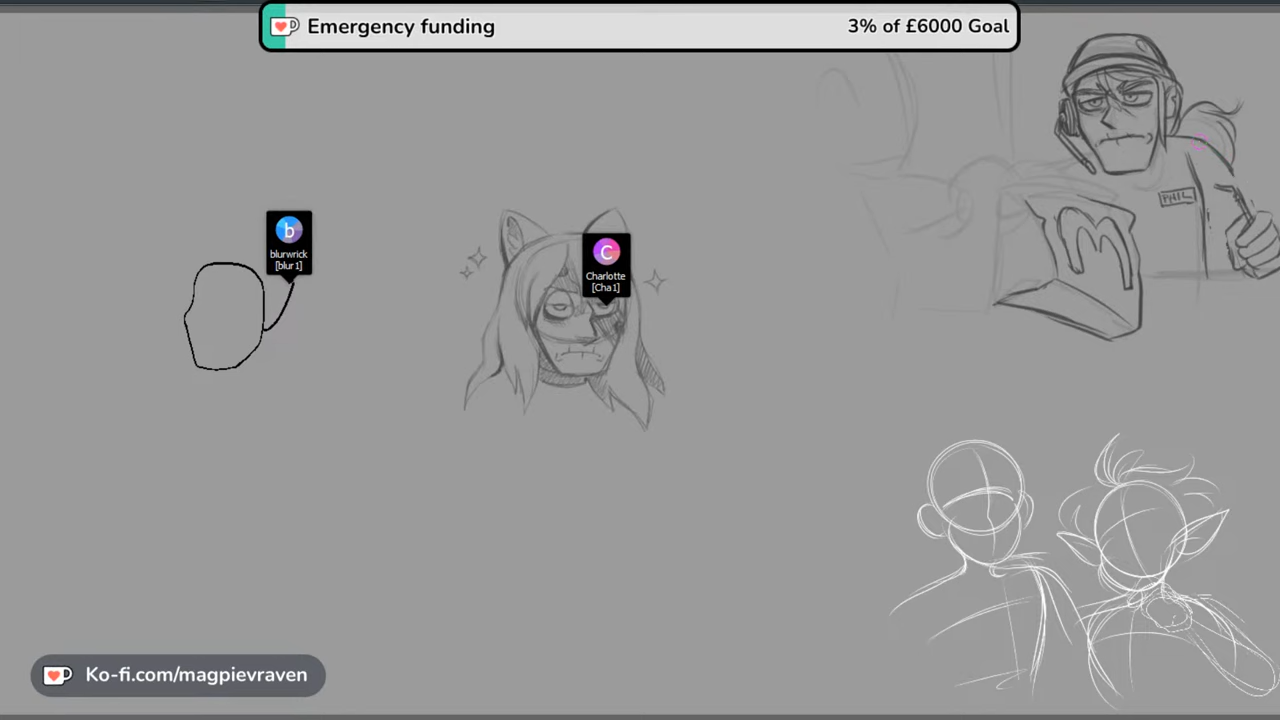 Emergency funding
3% of £6000 Goal
b
blurwrick
[blur1]
C
Charlotte
[Cha1]
PHIL
M
Ko-fi.com/magpievraven